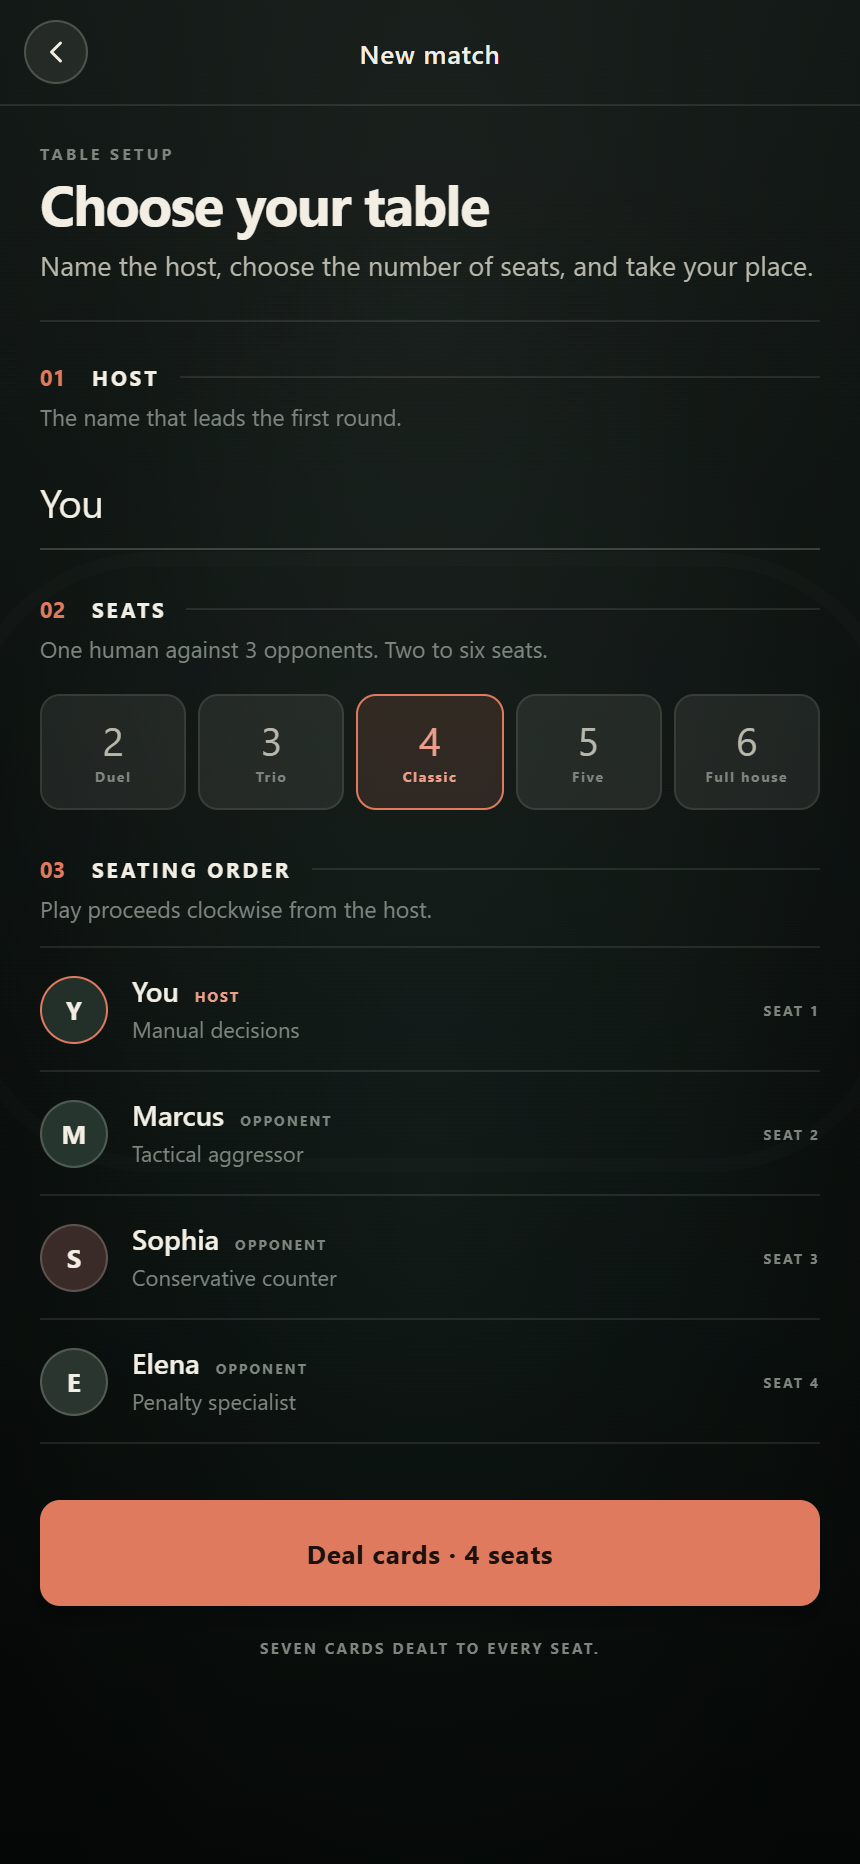 New match
TABLE SETUP
Choose your table
Name the host, choose the number of seats, and take your place.
01 HOST
The name that leads the first round.
You
02 SEATS
One human against 3 opponents. Two to six seats.
2 3 4 5 6
Duel Trio Classic Five Full house
03 SEATING ORDER
Play proceeds clockwise from the host.
Y You HOST SEAT 1
Manual decisions
M Marcus OPPONENT SEAT 2
Tactical aggressor
S Sophia OPPONENT SEAT 3
Conservative counter
E Elena OPPONENT SEAT 4
Penalty specialist
Deal cards · 4 seats
SEVEN CARDS DEALT TO EVERY SEAT.